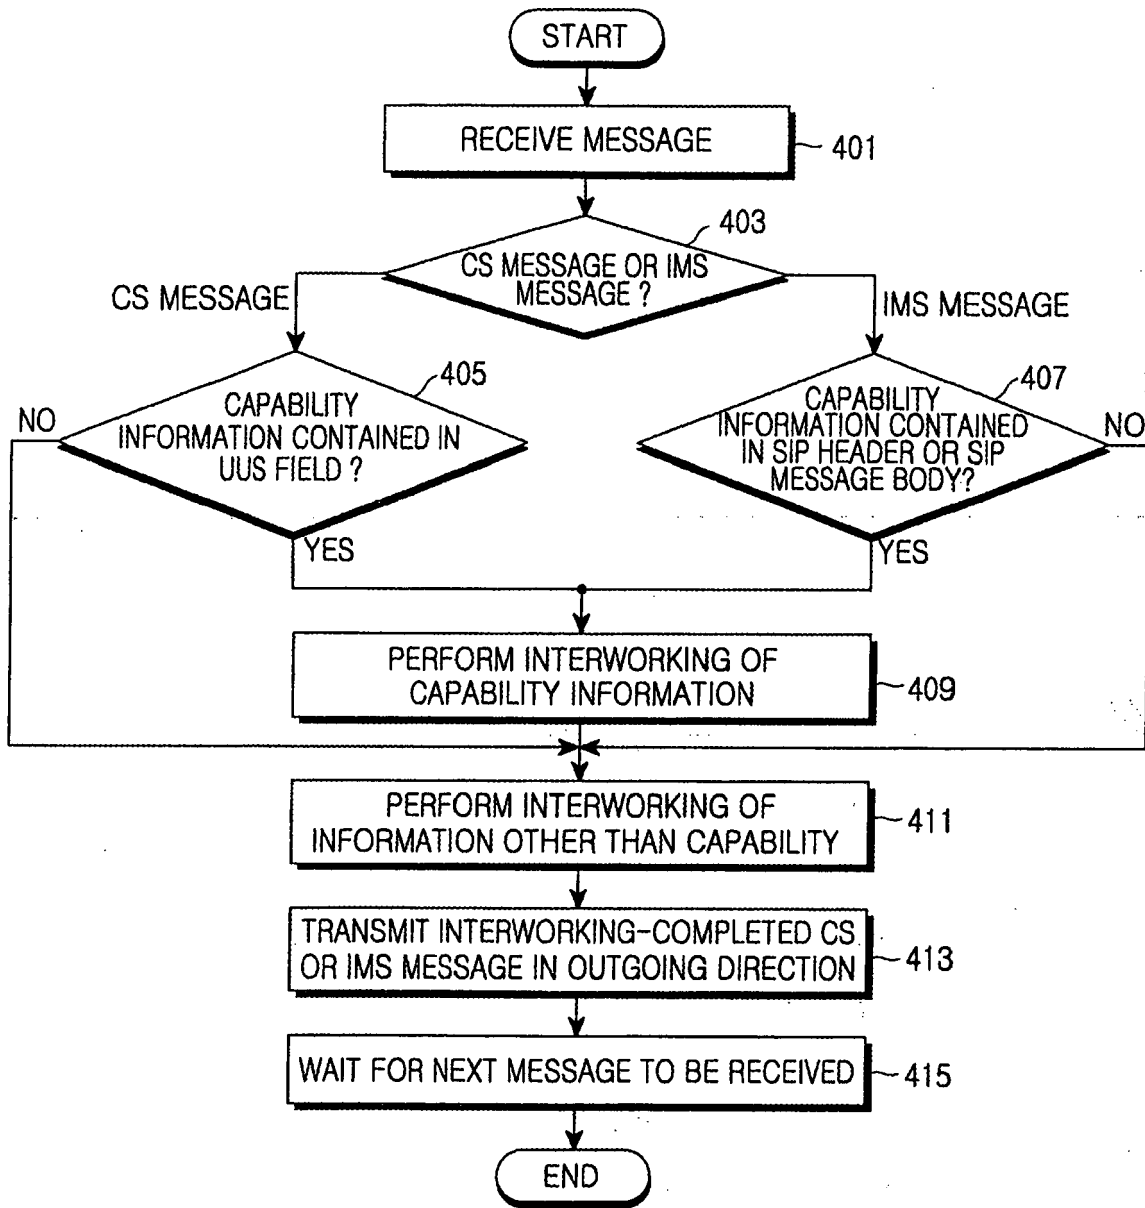 START
RECEIVE MESSAGE
401
403
CS MESSAGE OR IMS
MESSAGE ?
CS MESSAGE
IMS MESSAGE
405
CAPABILITY
INFORMATION CONTAINED IN
UUS FIELD ?
NO
YES
407
CAPABILITY
INFORMATION CONTAINED
IN SIP HEADER OR SIP
MESSAGE BODY?
NO
YES
PERFORM INTERWORKING OF
CAPABILITY INFORMATION
409
PERFORM INTERWORKING OF
INFORMATION OTHER THAN CAPABILITY
411
TRANSMIT INTERWORKING-COMPLETED CS
OR IMS MESSAGE IN OUTGOING DIRECTION
413
WAIT FOR NEXT MESSAGE TO BE RECEIVED
415
END